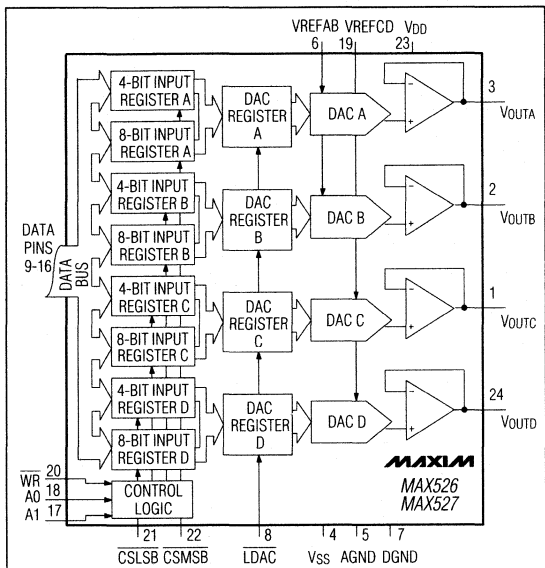 VREFAB VREFCD VDD
6 19 23
4-BIT INPUT
REGISTER A
8-BIT INPUT
REGISTER A
4-BIT INPUT
REGISTER B
8-BIT INPUT
REGISTER B
4-BIT INPUT
REGISTER C
8-BIT INPUT
REGISTER C
4-BIT INPUT
REGISTER D
8-BIT INPUT
REGISTER D
DATA
PINS
9-16
DATA
BUS
DAC
REGISTER
A
DAC
REGISTER
B
DAC
REGISTER
C
DAC
REGISTER
D
DAC A
DAC B
DAC C
DAC D
- +
- +
- +
- +
3
VOUTA
2
VOUTB
1
VOUTC
24
VOUTD
MAXIM
MAX526
MAX527
WR 20
A0 18
A1 17
CONTROL
LOGIC
21 22 8 4 5 7
CSLSB CSMSB LDAC VSS AGND DGND